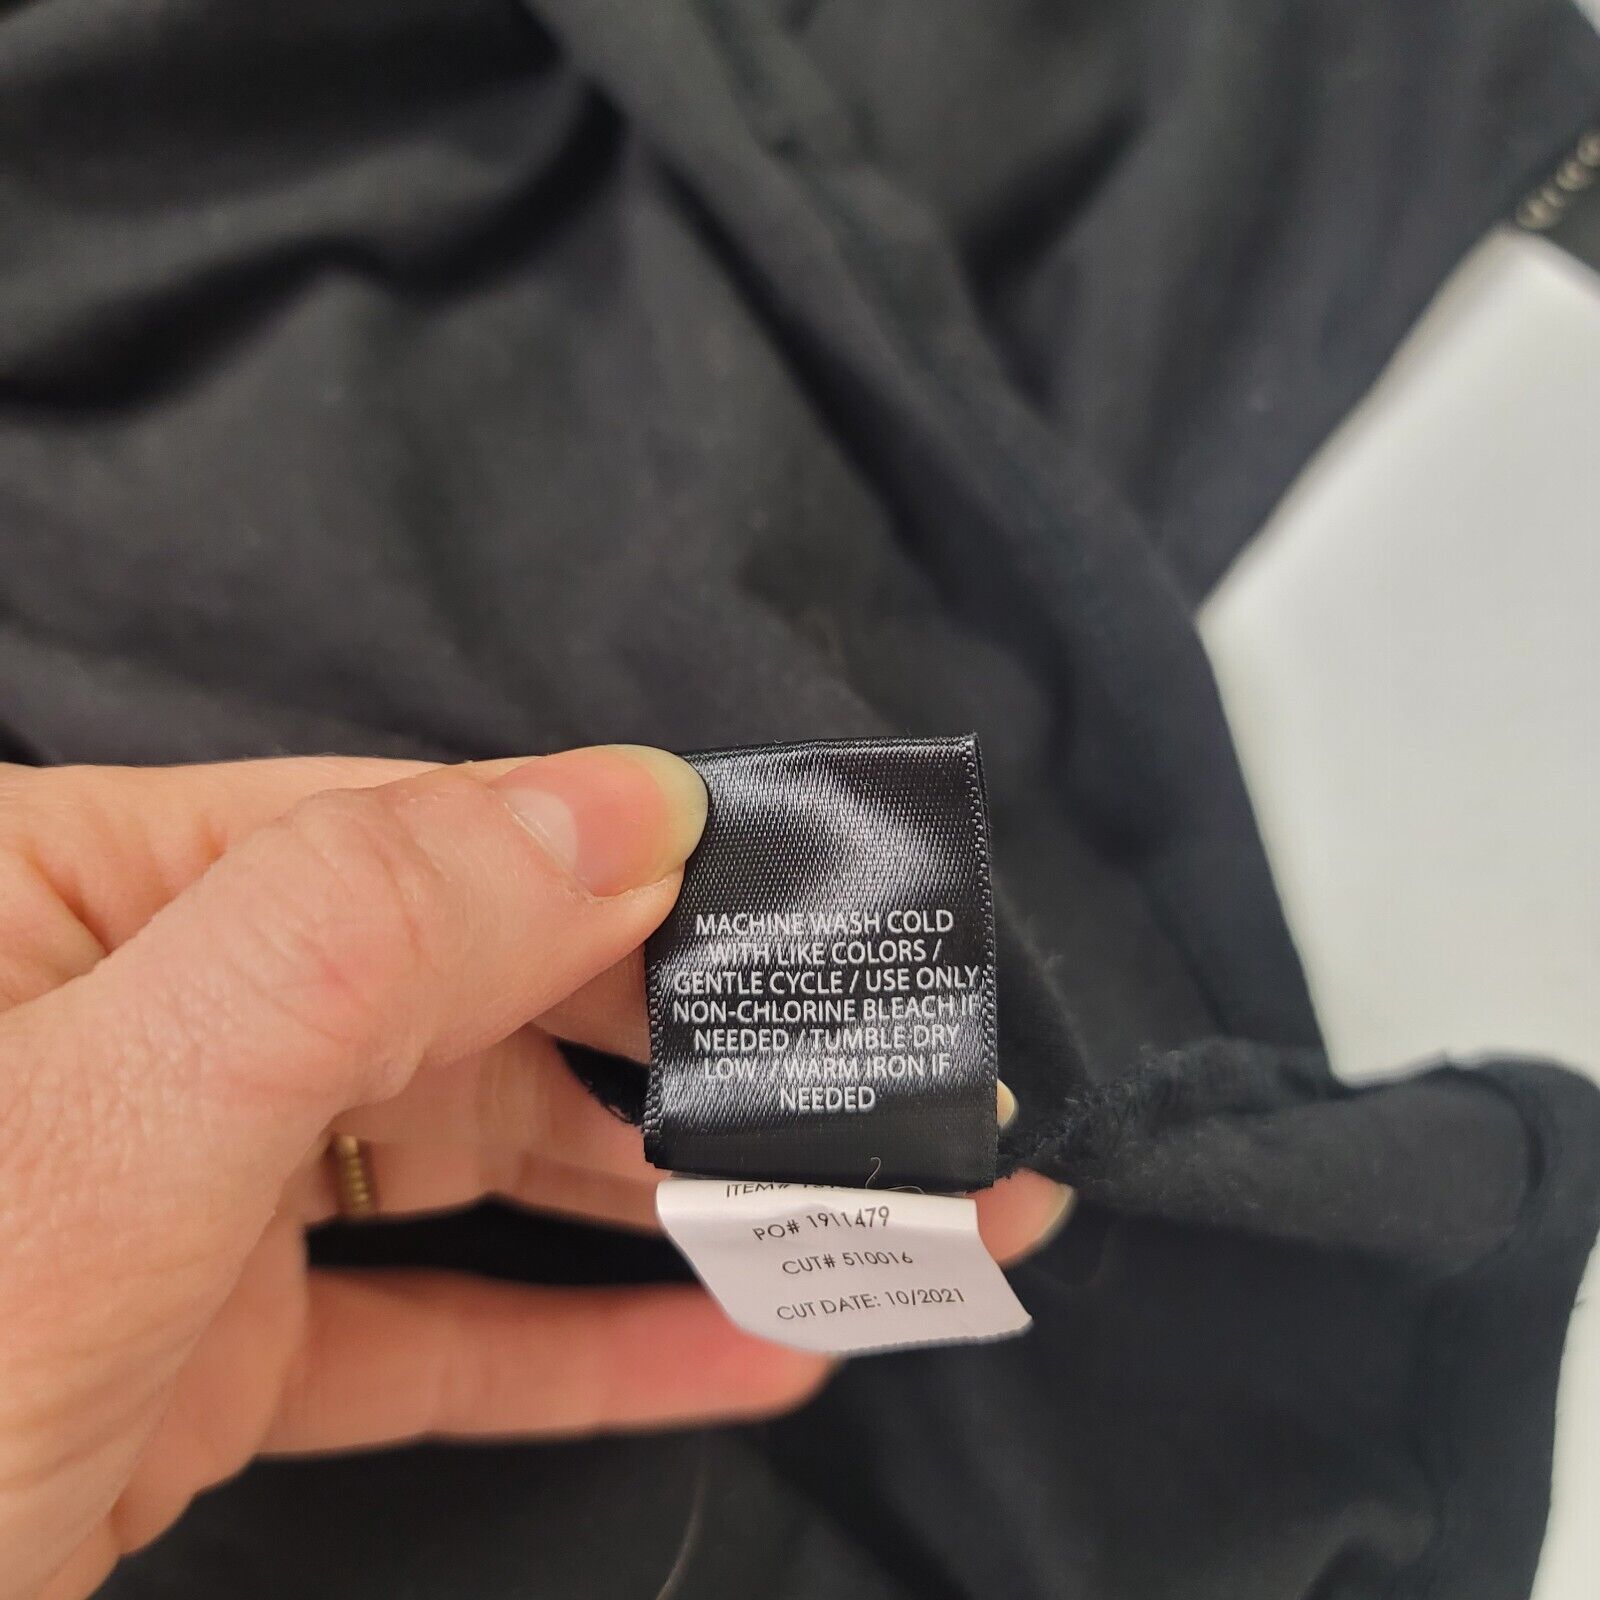 MACHINE WASH COLD
WITH LIKE COLORS /
GENTLE CYCLE / USE ONLY
NON-CHLORINE BLEACH IF
NEEDED / TUMBLE DRY
LOW / WARM IRON IF
NEEDED
ITEM#
PO# 1911479
CUT# 510016
CUT DATE: 10/2021